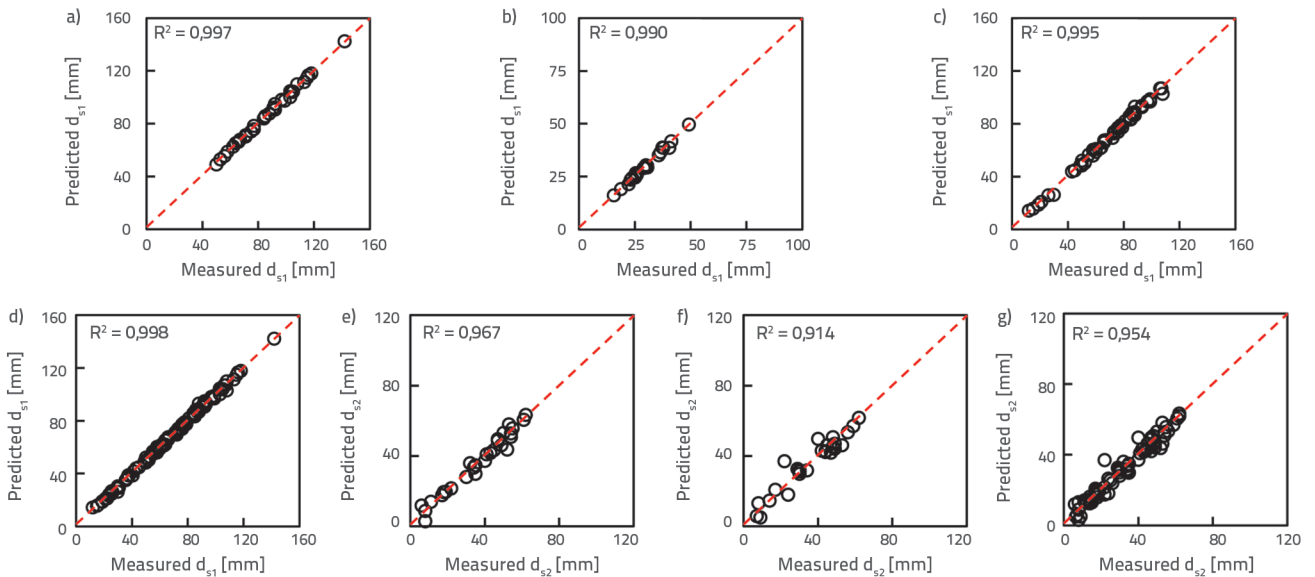 a)
R² = 0,997
Predicted d_s1 [mm]
160
120
80
40
0
0 40 80 120 160
Measured d_s1 [mm]
b)
R² = 0,990
Predicted d_s1 [mm]
100
75
50
25
0
0 25 50 75 100
Measured d_s1 [mm]
c)
R² = 0,995
Predicted d_s1 [mm]
160
120
80
40
0
0 40 80 120 160
Measured d_s1 [mm]
d)
R² = 0,998
Predicted d_s1 [mm]
160
120
80
40
0
0 40 80 120 160
Measured d_s1 [mm]
e)
R² = 0,967
Predicted d_s2 [mm]
120
80
40
0
0 40 80 120
Measured d_s2 [mm]
f)
R² = 0,914
Predicted d_s2 [mm]
120
80
40
0
0 40 80 120
Measured d_s2 [mm]
g)
R² = 0,954
Predicted d_s2 [mm]
120
80
40
0
0 40 80 120
Measured d_s2 [mm]